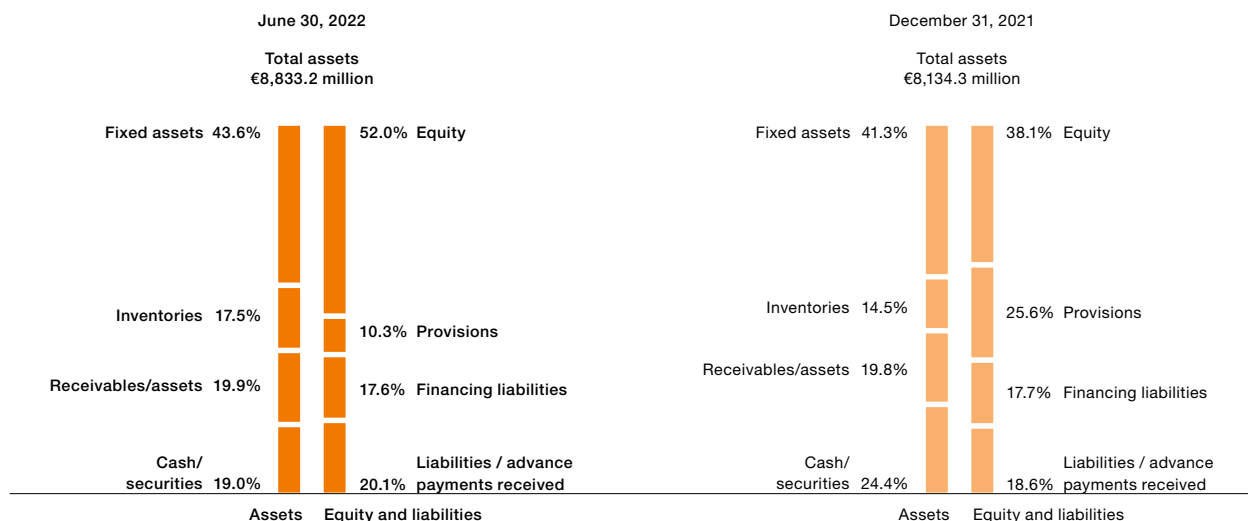 June 30, 2022
Total assets
€8,833.2 million
Fixed assets 43.6%
52.0% Equity
Inventories 17.5%
10.3% Provisions
Receivables/assets 19.9%
17.6% Financing liabilities
Cash/
securities 19.0%
Liabilities / advance
20.1% payments received
Assets
Equity and liabilities
December 31, 2021
Total assets
€8,134.3 million
Fixed assets 41.3%
38.1% Equity
Inventories 14.5%
25.6% Provisions
Receivables/assets 19.8%
17.7% Financing liabilities
Cash/
securities 24.4%
Liabilities / advance
18.6% payments received
Assets
Equity and liabilities